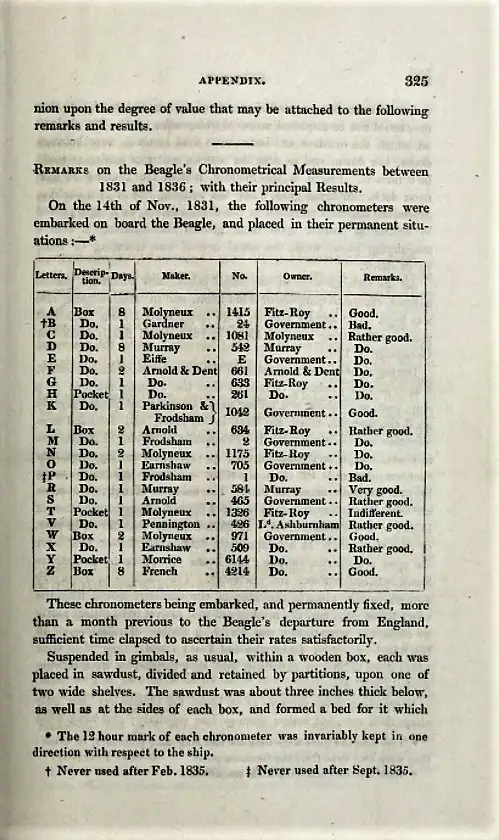 APPENDIX. 325
nion upon the degree of value that may be attached to the following
remarks and results.
REMARKS on the Beagle's Chronometrical Measurements between
1831 and 1836; with their principal Results.
On the 14th of Nov., 1831, the following chronometers were
embarked on board the Beagle, and placed in their permanent situ-
ations:—*
Letters. Descrip-tion. Days. Maker. No. Owner. Remarks.
A Box 8 Molyneux .. 1415 Fitz-Roy .. Good.
†B Do. 1 Gardner .. 24 Government.. Bad.
C Do. 1 Molyneux .. 1081 Molyneux .. Rather good.
D Do. 8 Murray .. 542 Murray .. Do.
E Do. 1 Eiffe .. E Government.. Do.
F Do. 2 Arnold & Dent 661 Arnold & Dent Do.
G Do. 1 Do. .. 633 Fitz-Roy .. Do.
H Pocket 1 Do. .. 261 Do. .. Do.
K Do. 1 Parkinson & Frodsham } 1042 Government.. Good.
L Box 2 Arnold .. 634 Fitz-Roy .. Rather good.
M Do. 1 Frodsham .. 2 Government.. Do.
N Do. 2 Molyneux .. 1175 Fitz-Roy .. Do.
O Do. 1 Earnshaw .. 705 Government.. Do.
‡P Do. 1 Frodsham .. 1 Do. .. Bad.
R Do. 1 Murray .. 584 Murray .. Very good.
S Do. 1 Arnold .. 465 Government.. Rather good.
T Pocket 1 Molyneux .. 1326 Fitz-Roy .. Indifferent.
V Do. 1 Pennington .. 426 Ld. Ashburnham Rather good.
W Box 2 Molyneux .. 971 Government.. Good.
X Do. 1 Earnshaw .. 509 Do. .. Rather good.
Y Pocket 1 Morrice .. 6144 Do. .. Do.
Z Box 8 French .. 4214 Do. .. Good.
These chronometers being embarked, and permanently fixed, more
than a month previous to the Beagle's departure from England,
sufficient time elapsed to ascertain their rates satisfactorily.
Suspended in gimbals, as usual, within a wooden box, each was
placed in sawdust, divided and retained by partitions, upon one of
two wide shelves. The sawdust was about three inches thick below,
as well as at the sides of each box, and formed a bed for it which
* The 12 hour mark of each chronometer was invariably kept in one
direction with respect to the ship.
† Never used after Feb. 1835. ‡ Never used after Sept. 1835.